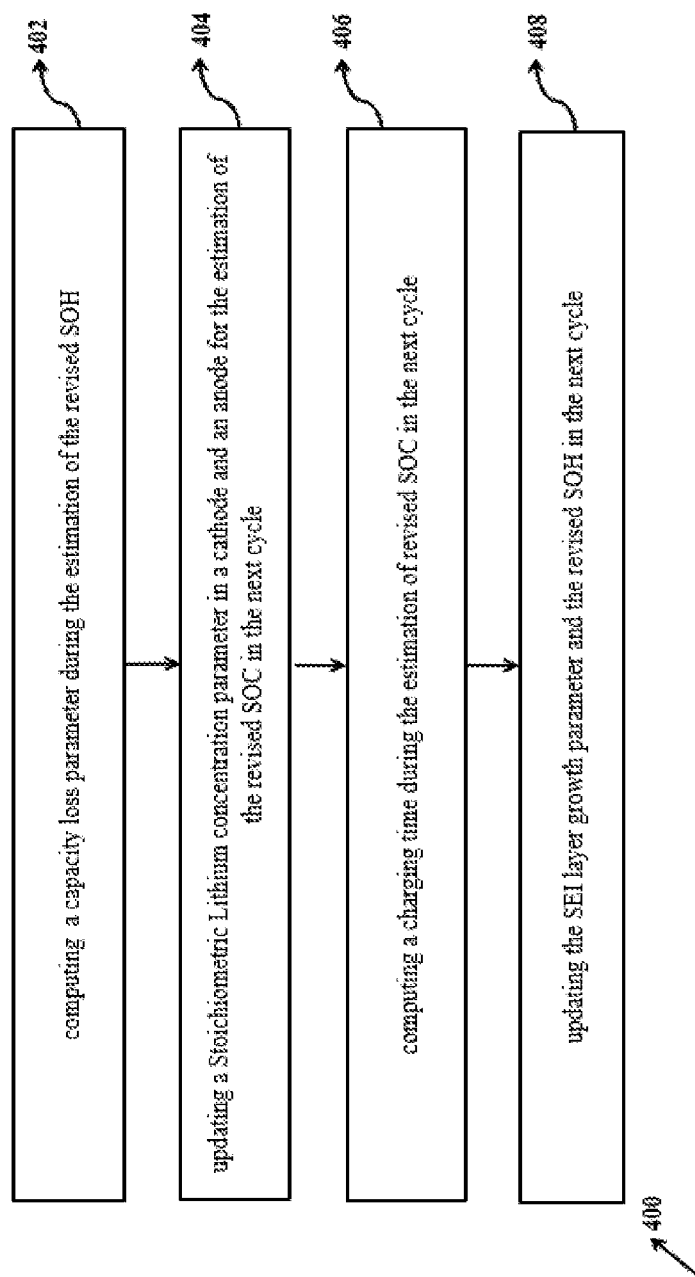 402
computing a capacity loss parameter during the estimation of the revised SOH
404
updating a Stoichiometric Lithium concentration parameter in a cathode and an anode for the estimation of
the revised SOC in the next cycle
406
computing a charging time during the estimation of revised SOC in the next cycle
408
updating the SEI layer growth parameter and the revised SOH in the next cycle
400